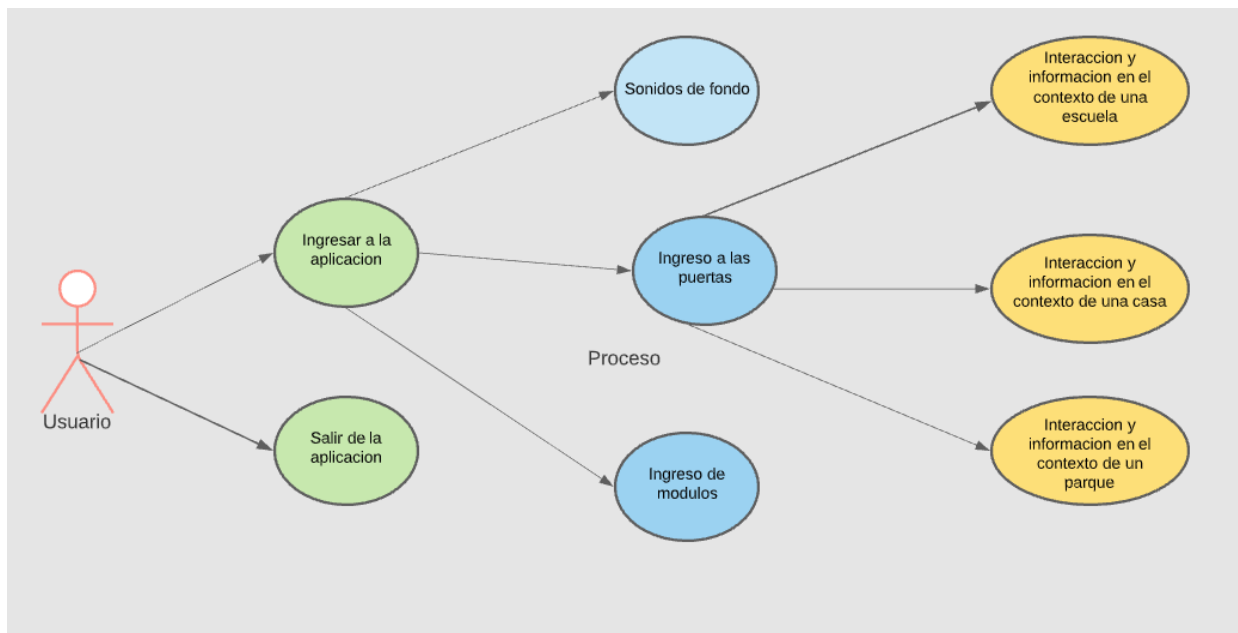 Sonidos de fondo
Interaccion y
informacion en el
contexto de una
escuela
Ingresar a la
aplicacion
Ingreso a las
puertas
Interaccion y
informacion en el
contexto de una casa
Proceso
Usuario
Salir de la
aplicacion
Ingreso de
modulos
Interaccion y
informacion en el
contexto de un
parque